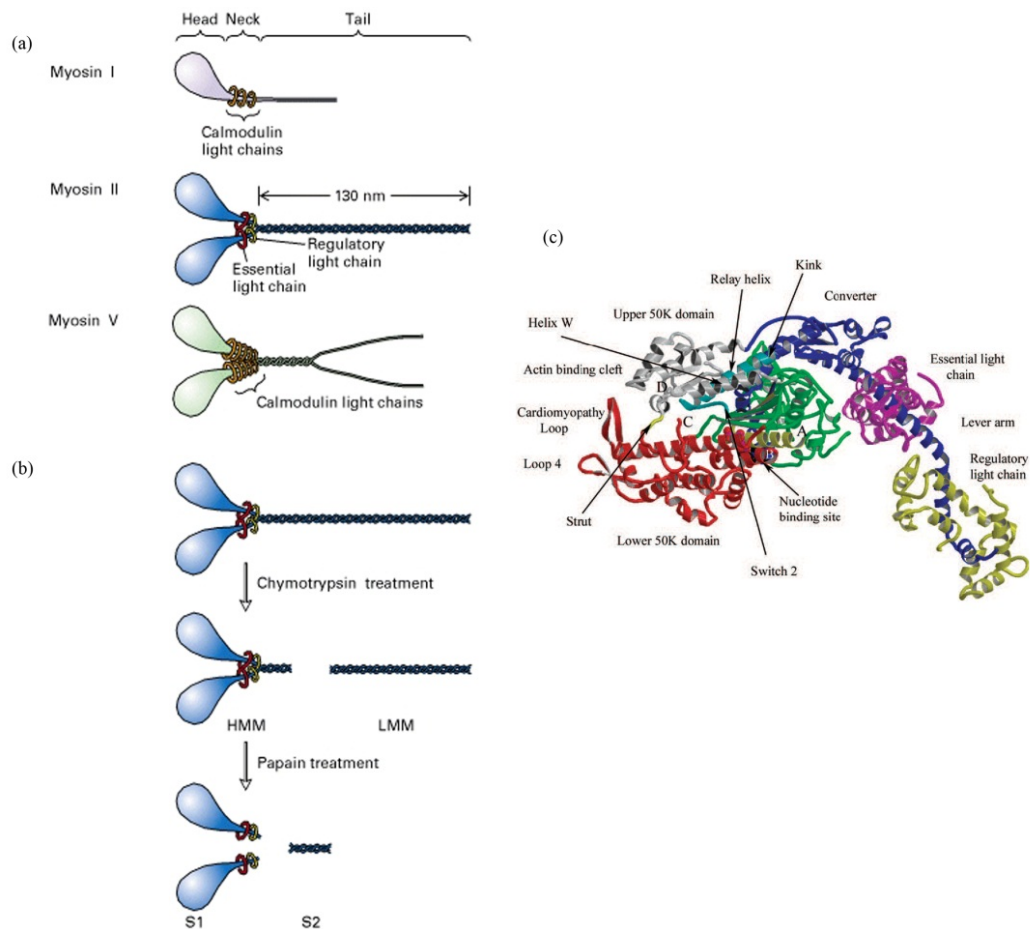 (a)
Head Neck Tail
Myosin I
Calmodulin
light chains
Myosin II
130 nm
Regulatory
light chain
Essential
light chain
Myosin V
Calmodulin light chains
(b)
Chymotrypsin treatment
HMM LMM
Papain treatment
S1 S2
(c)
Kink
Relay helix
Converter
Upper 50K domain
Helix W
Essential light
chain
Actin binding cleft
D
Cardiomyopathy
Loop
C
A
Lever arm
B
Regulatory
light chain
Loop 4
Nucleotide
binding site
Strut
Lower 50K domain
Switch 2